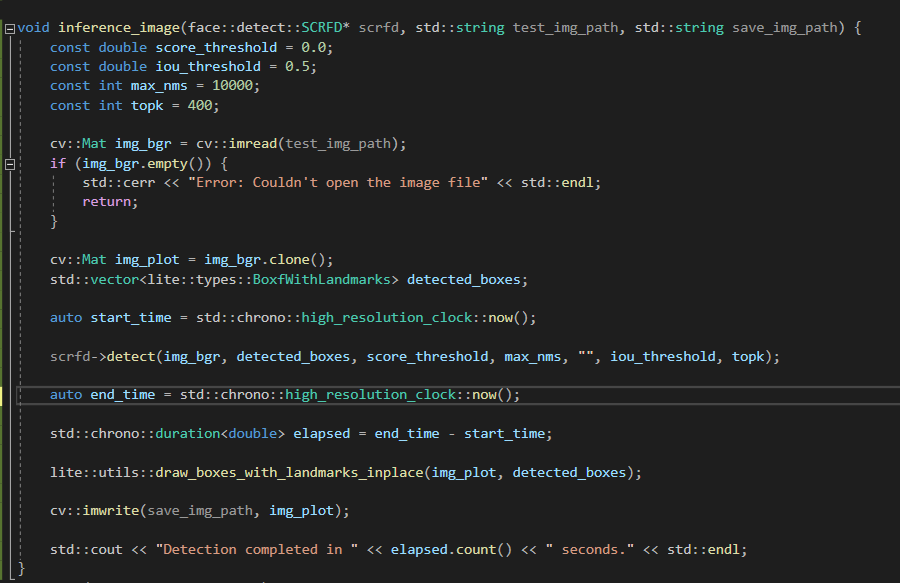 void inference_image(face::detect::SCRFD* scrfd, std::string test_img_path, std::string save_img_path) {
    const double score_threshold = 0.0;
    const double iou_threshold = 0.5;
    const int max_nms = 10000;
    const int topk = 400;

    cv::Mat img_bgr = cv::imread(test_img_path);
    if (img_bgr.empty()) {
        std::cerr << "Error: Couldn't open the image file" << std::endl;
        return;
    }

    cv::Mat img_plot = img_bgr.clone();
    std::vector<lite::types::BoxfWithLandmarks> detected_boxes;

    auto start_time = std::chrono::high_resolution_clock::now();

    scrfd->detect(img_bgr, detected_boxes, score_threshold, max_nms, "", iou_threshold, topk);

    auto end_time = std::chrono::high_resolution_clock::now();

    std::chrono::duration<double> elapsed = end_time - start_time;

    lite::utils::draw_boxes_with_landmarks_inplace(img_plot, detected_boxes);

    cv::imwrite(save_img_path, img_plot);

    std::cout << "Detection completed in " << elapsed.count() << " seconds." << std::endl;
}